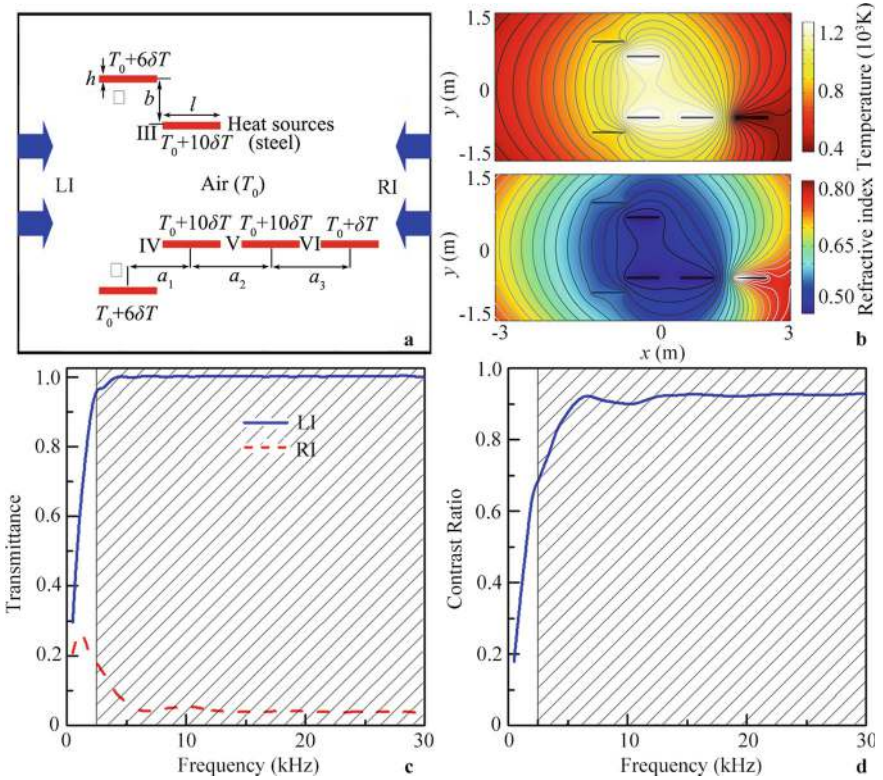 T₀+6δT
h
b
l
III
Heat sources
(steel)
T₀+10δT
LI
Air (T₀)
RI
T₀+10δT T₀+10δT T₀+δT
IV V VI
a₁ a₂ a₃
T₀+6δT
a
1.5
0
-1.5
y (m)
1.2
0.8
0.4
Temperature (10³K)
1.5
0
-1.5
y (m)
-3 0 3
x (m)
0.80
0.65
0.50
Refractive index
b
1.0
0.8
0.6
0.4
0.2
0
Transmittance
LI
RI
0 10 20 30
Frequency (kHz)
c
1.0
0.8
0.6
0.4
0.2
0
Contrast Ratio
0 10 20 30
Frequency (kHz)
d